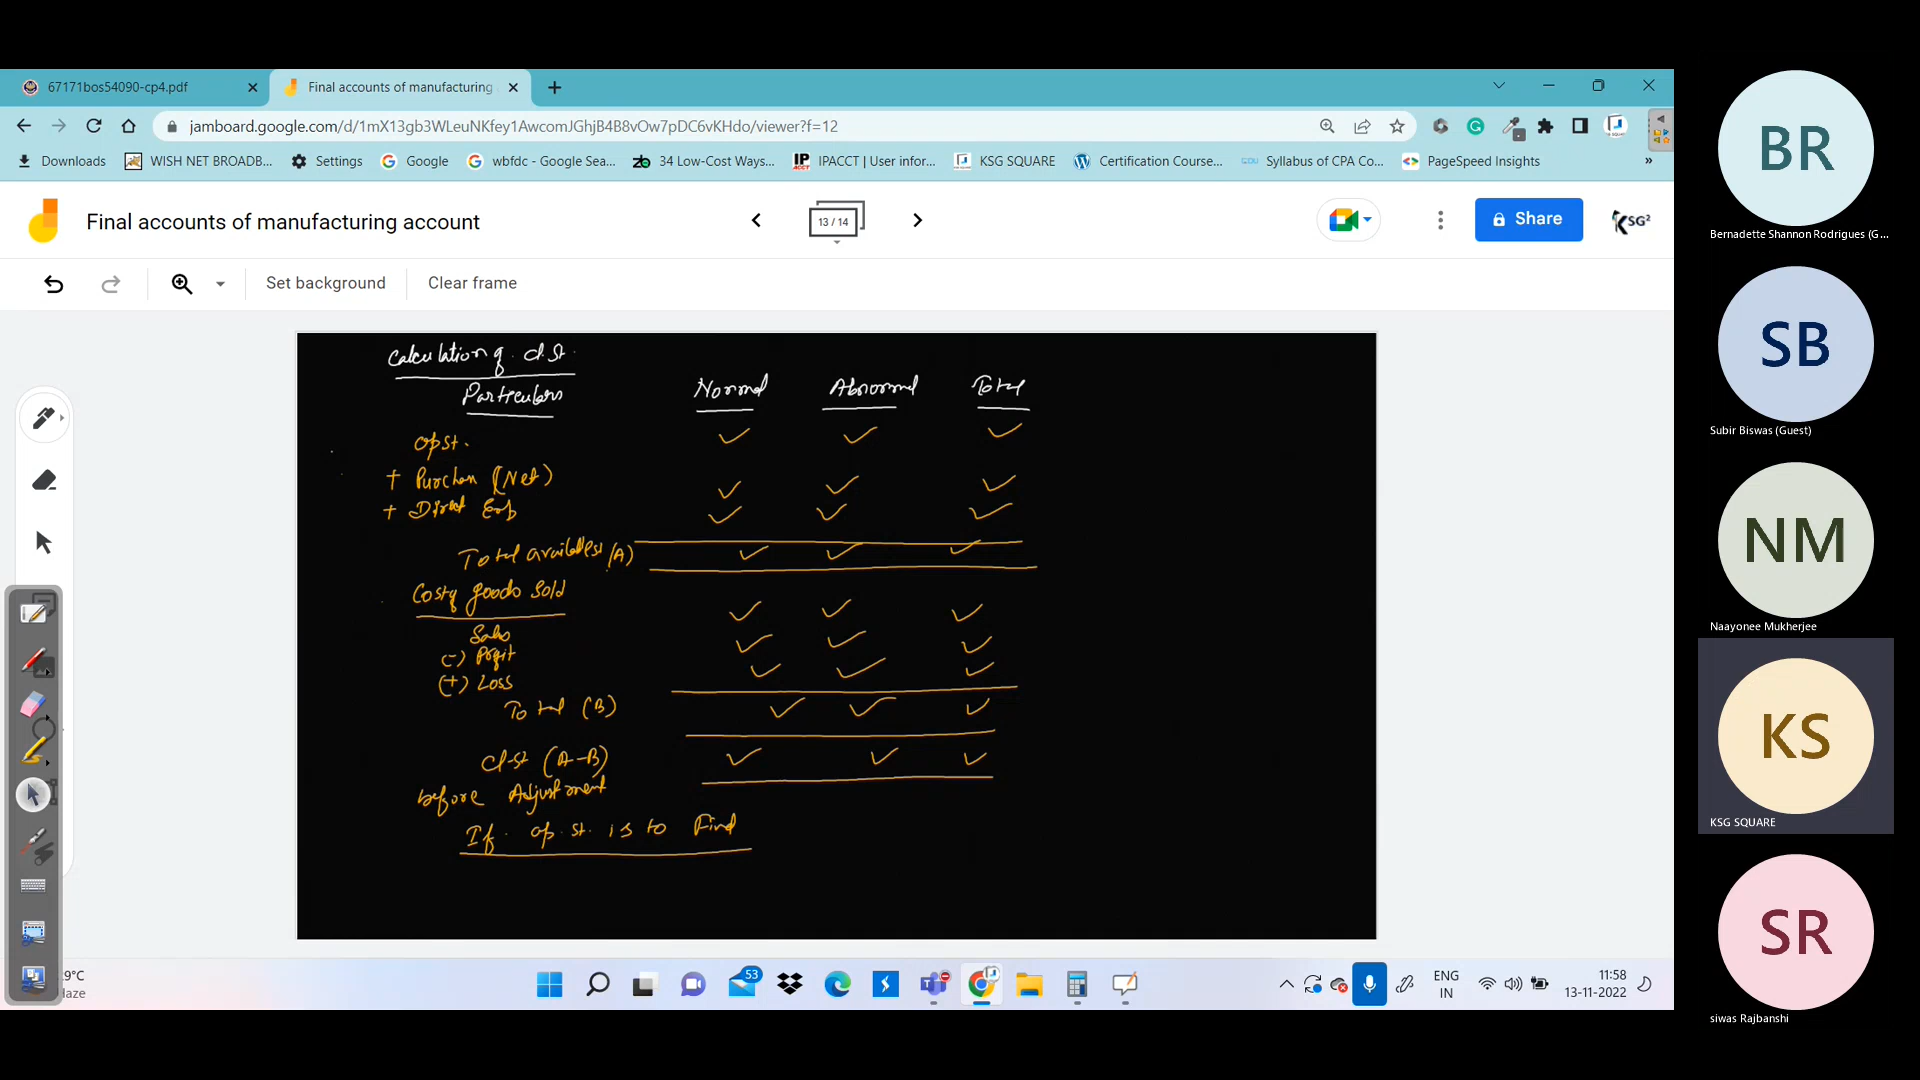 67171bos54090-cp4.pdf
Final accounts of manufacturing
jamboard.google.com/d/1mX13gb3WLeuNKfey1AwcomJGhjB4B8vOw7pDC6vKHdo/viewer?f=12
Downloads WISH NET BROADB... Settings Google wbfdc - Google Sea... 34 Low-Cost Ways... IPACCT | User infor... KSG SQUARE Certification Course... Syllabus of CPA Co... PageSpeed Insights »
Final accounts of manufacturing account
13 / 14
Share
KSG²
Set background Clear frame
Calculation of cl.st.
Particulars Normal Abnormal Total
op st.
+ Purchase (Net)
+ Direct Exp
Total available (A)
Cost of goods sold
Sales
(-) Profit
(+) Loss
Total (B)
cl-st (A-B)
before Adjustment
If op. st. is to Find
9°C
laze
53
ENG
IN
11:58
13-11-2022
BR
Bernadette Shannon Rodrigues (G...
SB
Subir Biswas (Guest)
NM
Naayonee Mukherjee
KS
KSG SQUARE
SR
siwas Rajbanshi